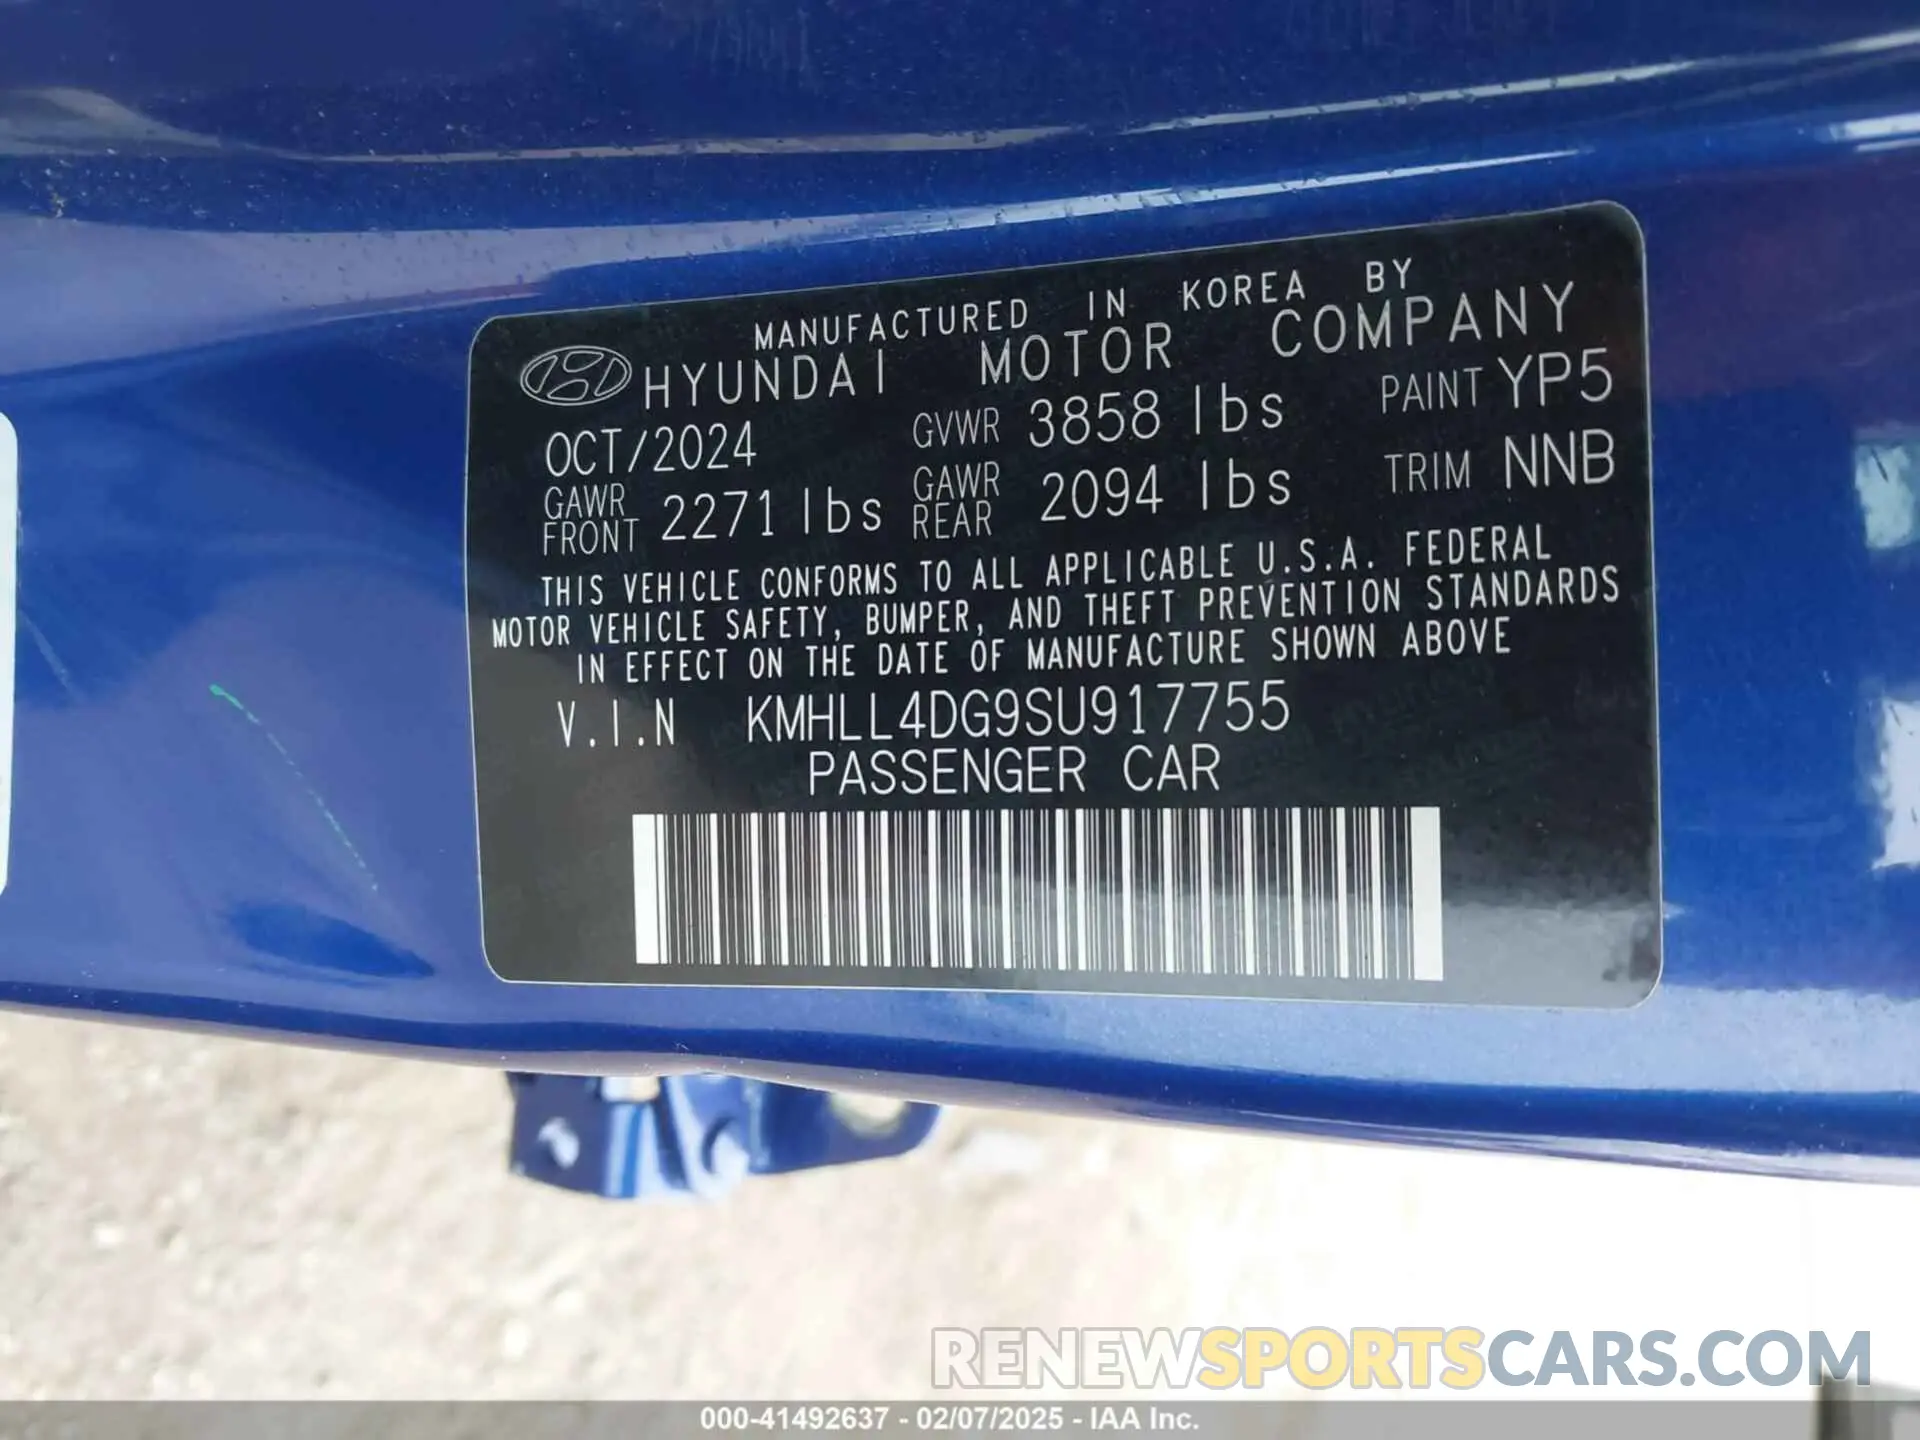 MANUFACTURED IN KOREA BY
HYUNDAI MOTOR COMPANY
OCT/2024 GVWR 3858 lbs PAINT YP5
GAWR FRONT 2271 lbs GAWR REAR 2094 lbs TRIM NNB
THIS VEHICLE CONFORMS TO ALL APPLICABLE U.S.A. FEDERAL
MOTOR VEHICLE SAFETY, BUMPER, AND THEFT PREVENTION STANDARDS
IN EFFECT ON THE DATE OF MANUFACTURE SHOWN ABOVE
V.I.N KMHLL4DG9SU917755
PASSENGER CAR
RENEWSPORTSCARS.COM
000-41492637 - 02/07/2025 - IAA Inc.